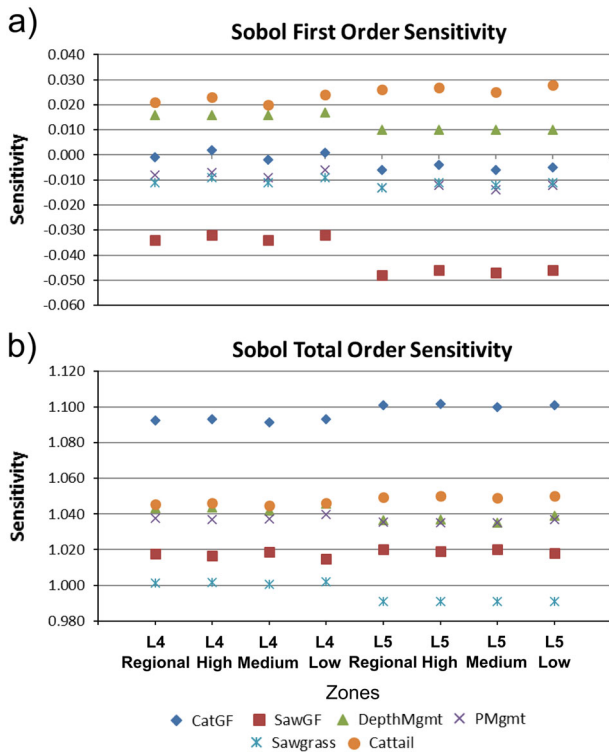 a)
Sobol First Order Sensitivity
0.040
0.030
0.020
0.010
0.000
-0.010
-0.020
-0.030
-0.040
-0.050
-0.060
Sensitivity
b)
Sobol Total Order Sensitivity
1.120
1.100
1.080
1.060
1.040
1.020
1.000
0.980
Sensitivity
L4 L4 L4 L4 L5 L5 L5 L5
Regional High Medium Low Regional High Medium Low
Zones
CatGF SawGF DepthMgmt PMgmt
Sawgrass Cattail